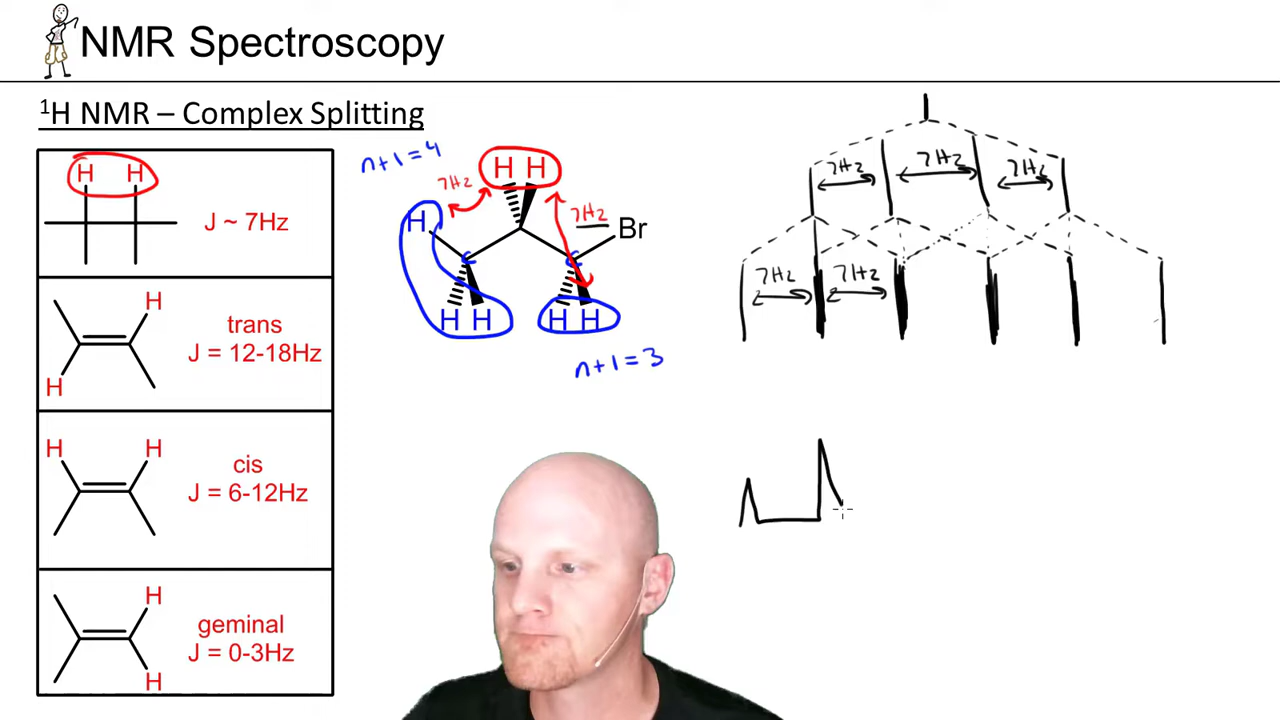 NMR Spectroscopy
¹H NMR – Complex Splitting
H H
J ~ 7Hz
H
trans
J = 12-18Hz
H
H H
cis
J = 6-12Hz
H
geminal
J = 0-3Hz
H
n+1=4
H H
7Hz
H
7Hz
Br
C C
H H
H H
n+1=3
7Hz 7Hz 7Hz
7Hz 7Hz